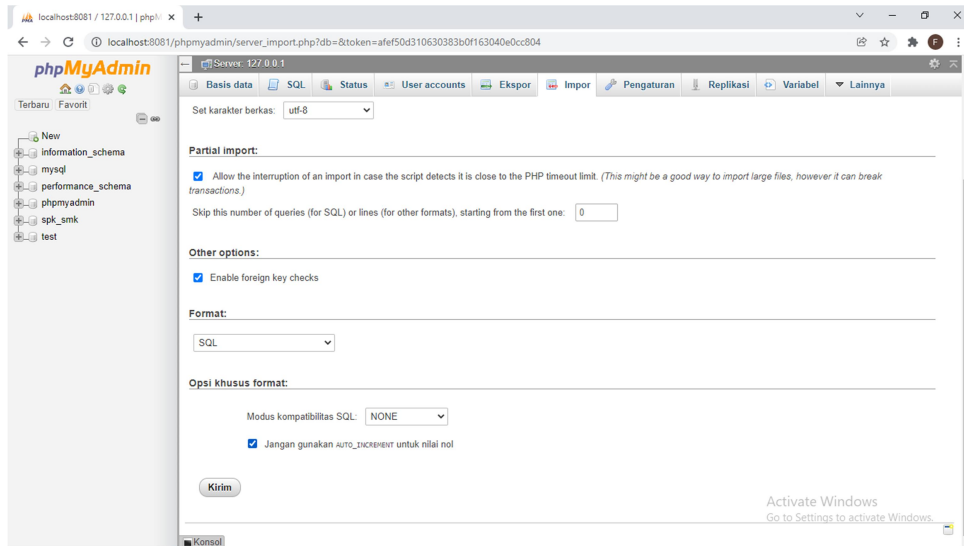 localhost:8081 / 127.0.0.1 | phpM
localhost:8081/phpmyadmin/server_import.php?db=&token=afef50d310630383b0f163040e0cc804
F
phpMyAdmin
Terbaru Favorit
New
information_schema
mysql
performance_schema
phpmyadmin
spk_smk
test
Server: 127.0.0.1
Basis data SQL Status User accounts Ekspor Impor Pengaturan Replikasi Variabel Lainnya
Set karakter berkas: utf-8
Partial import:
Allow the interruption of an import in case the script detects it is close to the PHP timeout limit. (This might be a good way to import large files, however it can break
transactions.)
Skip this number of queries (for SQL) or lines (for other formats), starting from the first one: 0
Other options:
Enable foreign key checks
Format:
SQL
Opsi khusus format:
Modus kompatibilitas SQL: NONE
Jangan gunakan AUTO_INCREMENT untuk nilai nol
Kirim
Activate Windows
Go to Settings to activate Windows.
Konsol